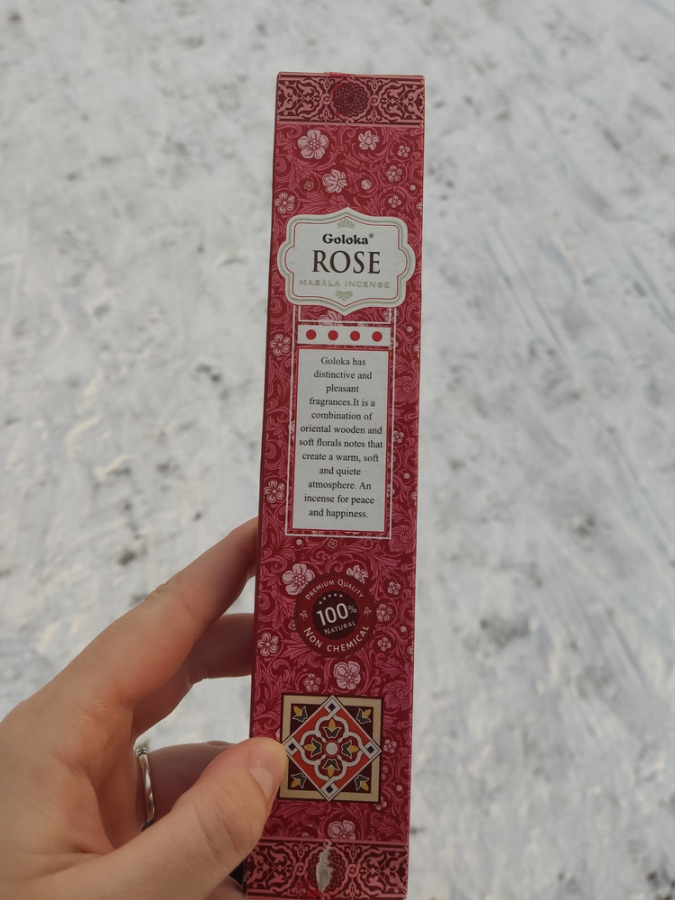 Goloka®
ROSE
MASALA INCENSE
Goloka has
distinctive and
pleasant
fragrances.It is a
combination of
oriental wooden and
soft florals notes that
create a warm, soft
and quiete
atmosphere. An
incense for peace
and happiness.
PREMIUM QUALITY
100%
NATURAL
NON CHEMICAL